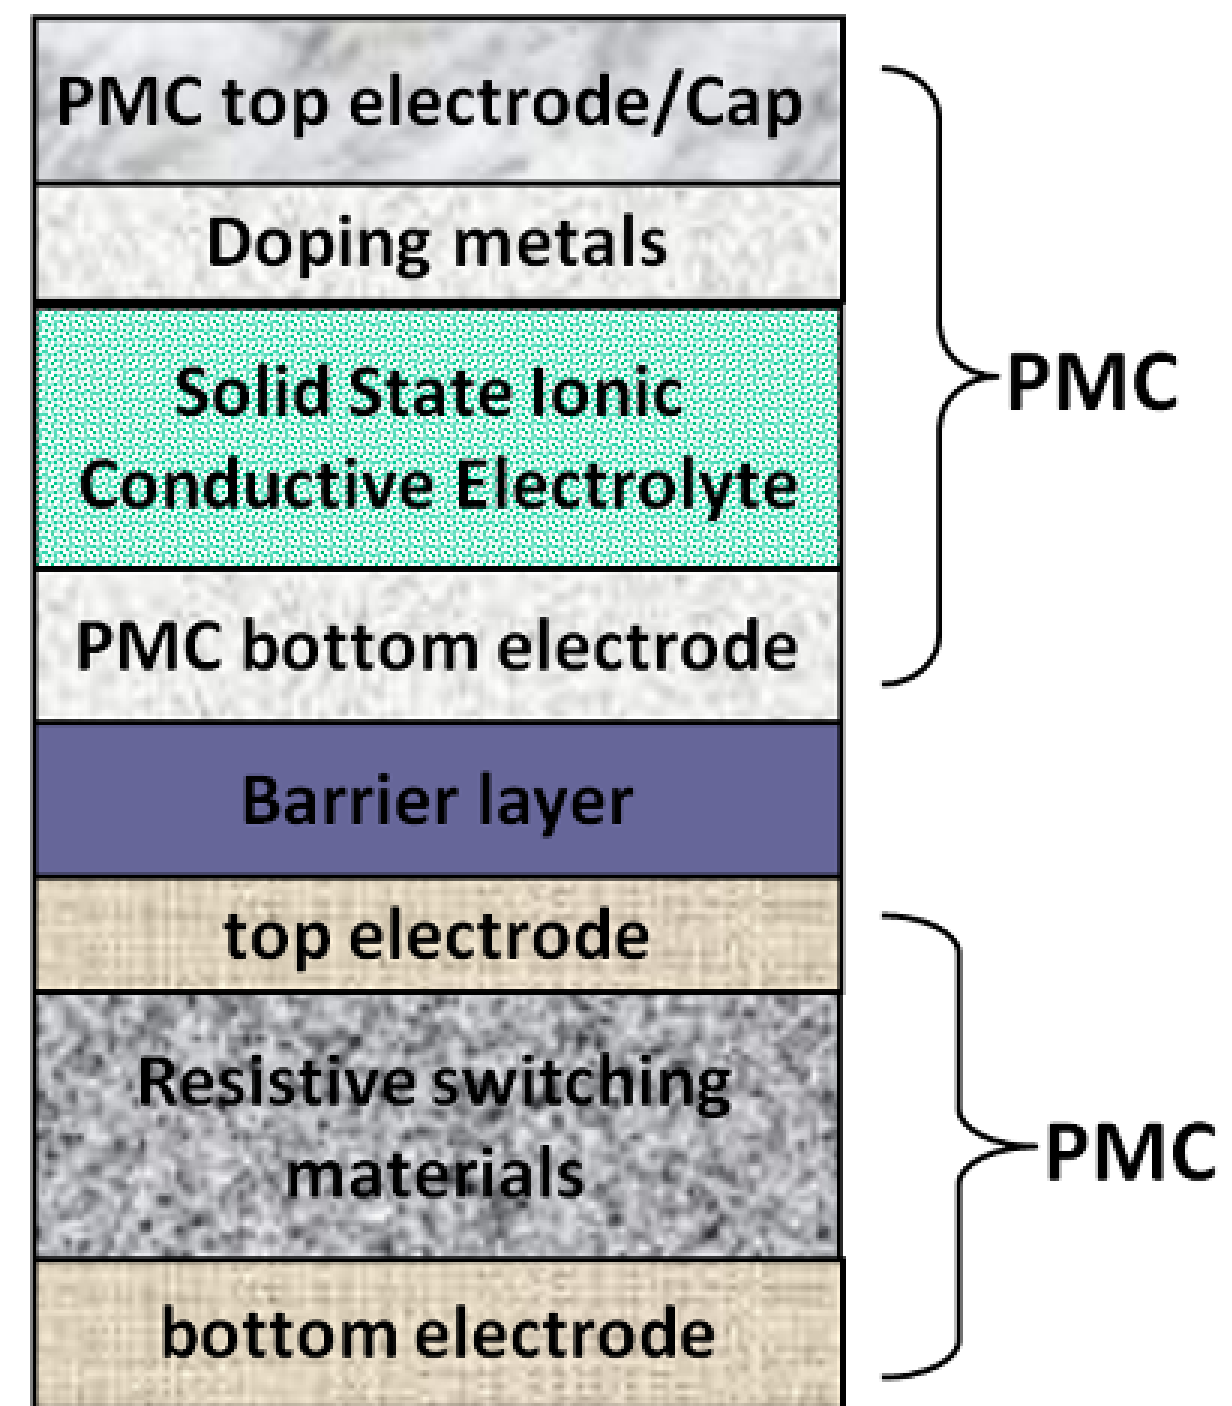 PMC top electrode/Cap
Doping metals
Solid State Ionic
Conductive Electrolyte
PMC bottom electrode
PMC
Barrier layer
top electrode
Resistive switching
materials
bottom electrode
PMC